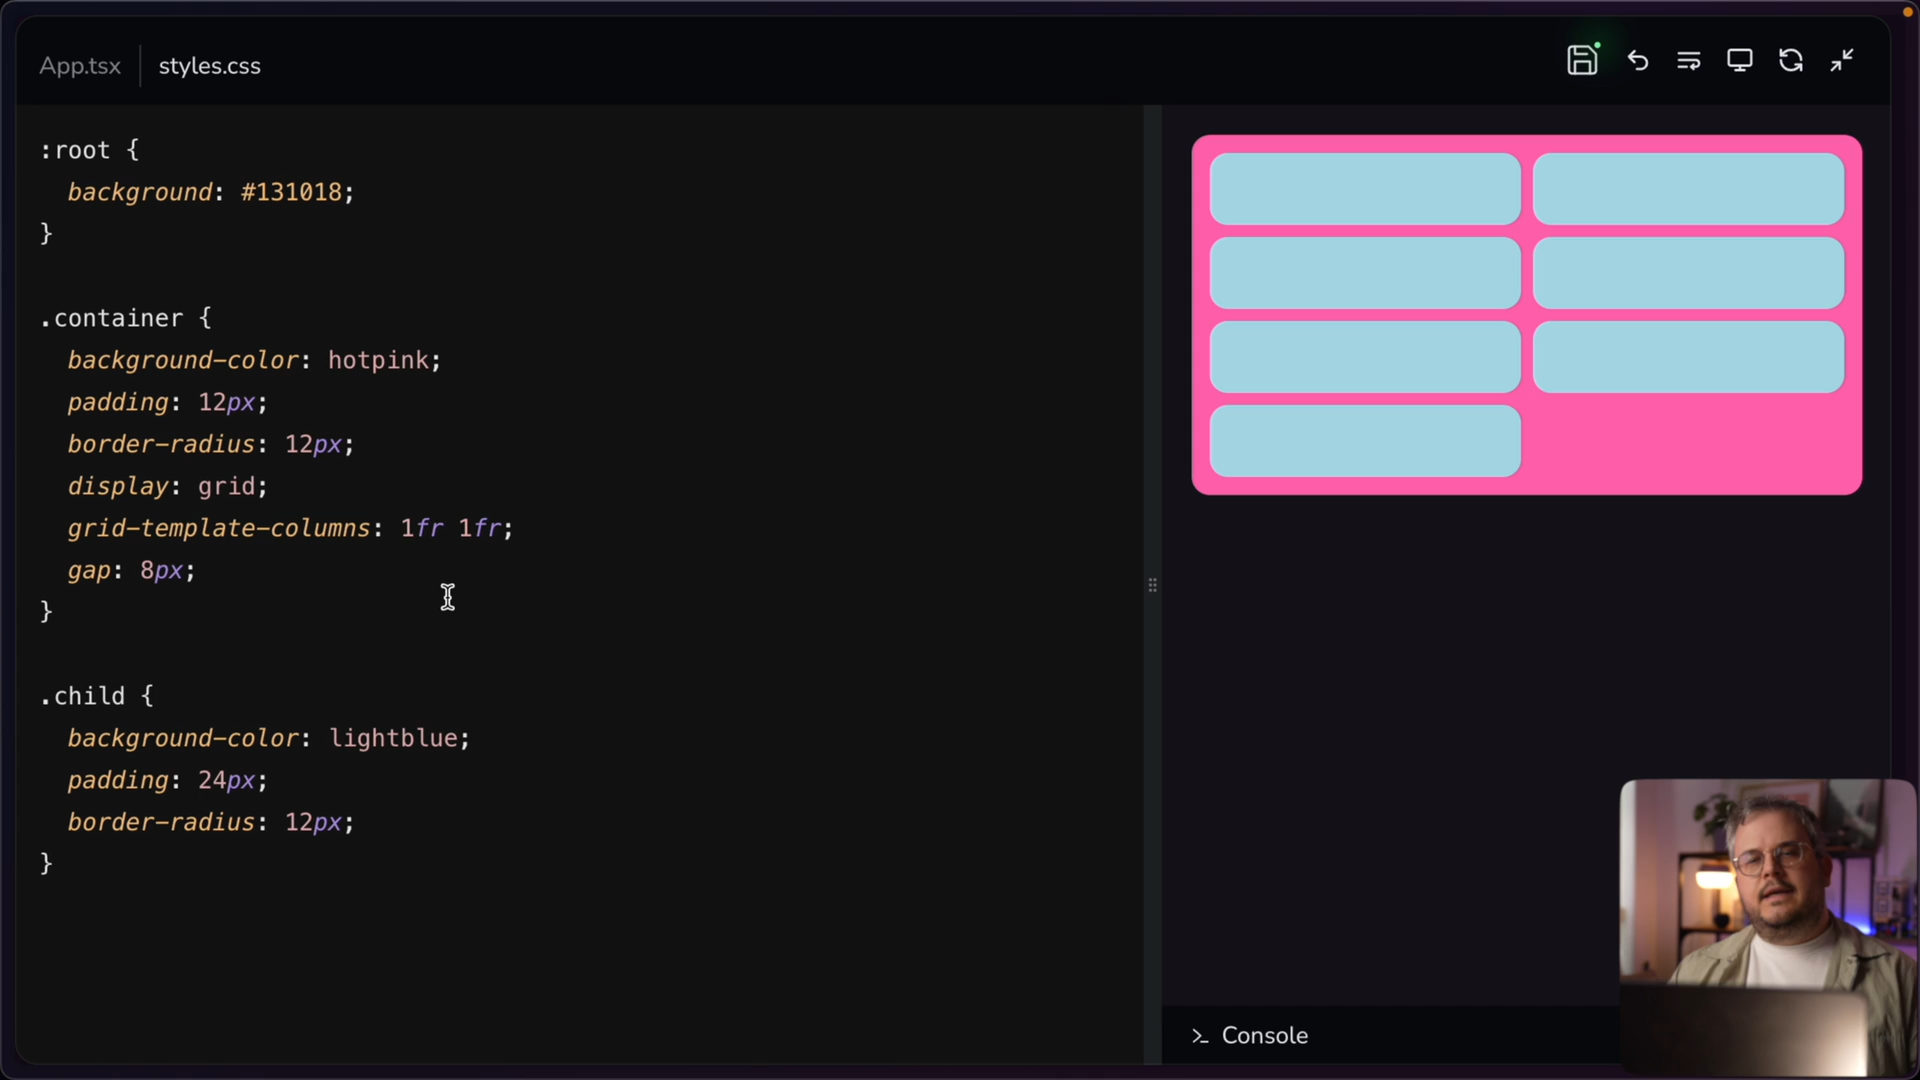 App.tsx
styles.css
:root {
background: #131018;
}
.container {
background-color: hotpink;
padding: 12px;
border-radius: 12px;
display: grid;
grid-template-columns: 1fr 1fr;
gap: 8px;
}
.child {
background-color: lightblue;
padding: 24px;
border-radius: 12px;
}
Console